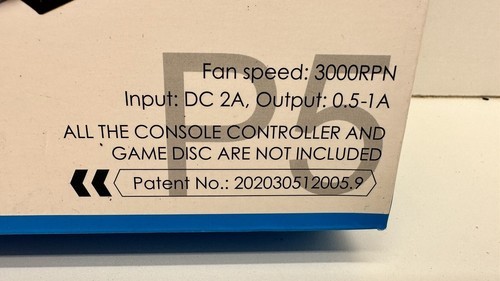 P5
Fan speed: 3000RPN
Input: DC 2A, Output: 0.5-1A
ALL THE CONSOLE CONTROLLER AND
GAME DISC ARE NOT INCLUDED
Patent No.: 202030512005.9